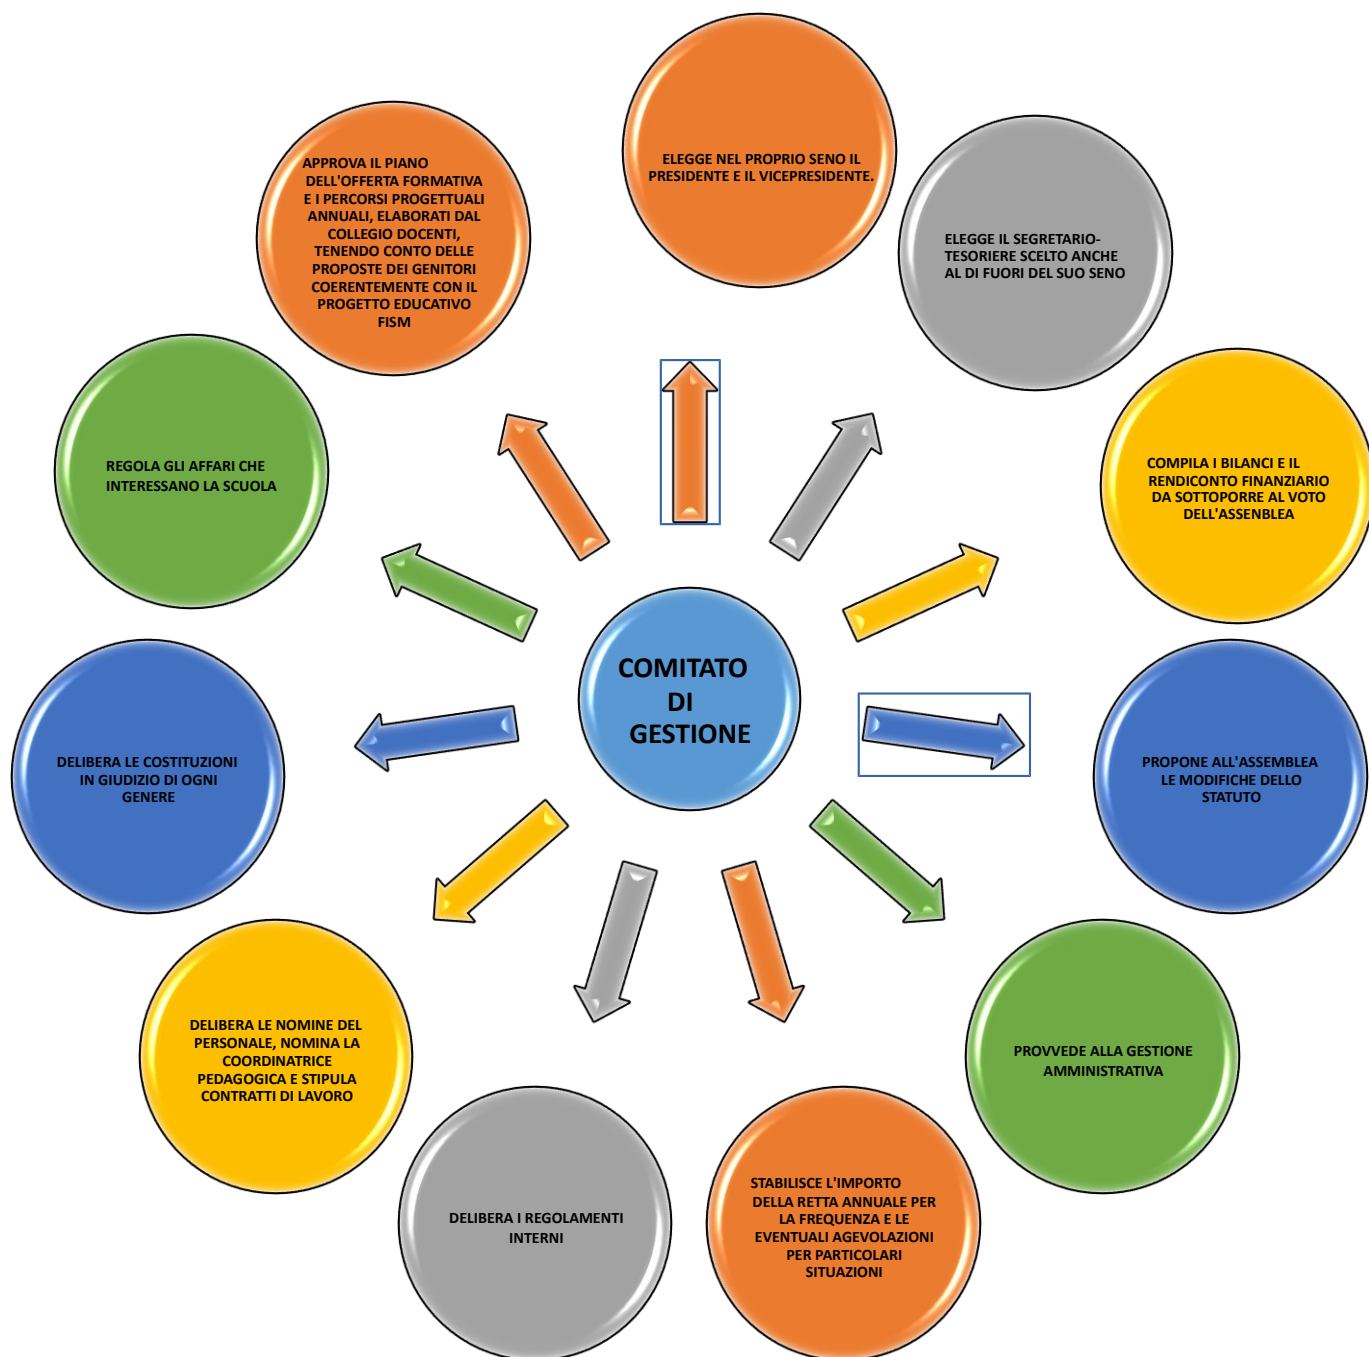 ELEGGE NEL PROPRIO SENO IL
PRESIDENTE E IL VICEPRESIDENTE.
ELEGGE IL SEGRETARIO-
TESORIERE SCELTO ANCHE
AL DI FUORI DEL SUO SENO
COMPILA I BILANCI E IL
RENDICONTO FINANZIARIO
DA SOTTOPORRE AL VOTO
DELL'ASSENBLEA
PROPONE ALL'ASSEMBLEA
LE MODIFICHE DELLO
STATUTO
PROVVEDE ALLA GESTIONE
AMMINISTRATIVA
STABILISCE L'IMPORTO
DELLA RETTA ANNUALE PER
LA FREQUENZA E LE
EVENTUALI AGEVOLAZIONI
PER PARTICOLARI
SITUAZIONI
DELIBERA I REGOLAMENTI
INTERNI
DELIBERA LE NOMINE DEL
PERSONALE, NOMINA LA
COORDINATRICE
PEDAGOGICA E STIPULA
CONTRATTI DI LAVORO
DELIBERA LE COSTITUZIONI
IN GIUDIZIO DI OGNI
GENERE
REGOLA GLI AFFARI CHE
INTERESSANO LA SCUOLA
APPROVA IL PIANO
DELL'OFFERTA FORMATIVA
E I PERCORSI PROGETTUALI
ANNUALI, ELABORATI DAL
COLLEGIO DOCENTI,
TENENDO CONTO DELLE
PROPOSTE DEI GENITORI
COERENTEMENTE CON IL
PROGETTO EDUCATIVO
FISM
COMITATO
DI
GESTIONE